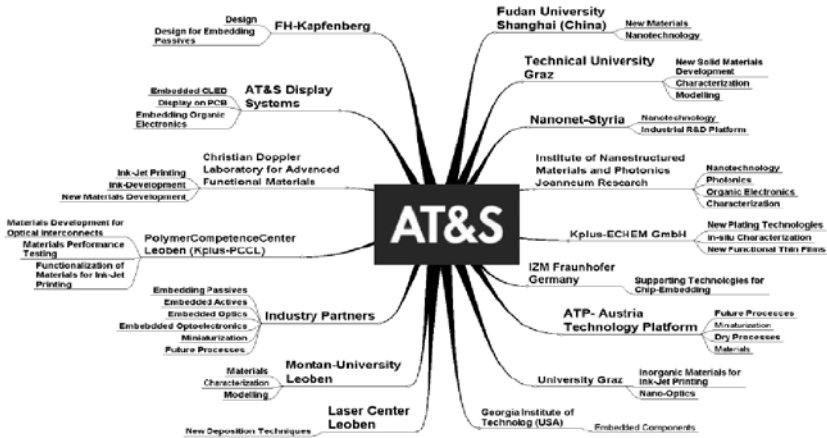 Design
Design for Embedding
Passives
FH-Kapfenberg
Embedded CLED
Display on PCB
Embedding Organic
Electronics
AT&S Display
Systems
Ink-Jet Printing
Ink-Development
New Materials Development
Christian Doppler
Laboratory for Advanced
Functional Materials
Materials Development for
Optical Interconnects
Materials Performance
Testing
Functionalization of
Materials for Ink-Jet
Printing
PolymerCompetenceCenter
Leoben (Kplus-PCCL)
Embedding Passives
Embedded Actives
Embedded Optics
Embebdded Optoelectronics
Miniaturization
Future Processes
Industry Partners
Materials
Characterization
Modelling
Montan-University
Leoben
New Deposition Techniques
Laser Center
Leoben
AT&S
Fudan University
Shanghai (China)
New Materials
Nanotechnology
Technical University
Graz
New Solid Materials
Development
Characterization
Modelling
Nanonet-Styria
Nanotechnology
Industrial R&D Platform
Institute of Nanostructured
Materials and Photonics
Joanneum Research
Nanotechnology
Photonics
Organic Electronics
Characterization
Kplus-ECHEM GmbH
New Plating Technologies
In-situ Characterization
New Functional Thin Films
IZM Fraunhofer
Germany
Supporting Technologies for
Chip-Embedding
ATP- Austria
Technology Platform
Future Processes
Miniaturization
Dry Processes
Materials
University Graz
Inorganic Materials for
Ink-Jet Printing
Nano-Optics
Georgia Institute of
Technolog (USA)
Embedded Components